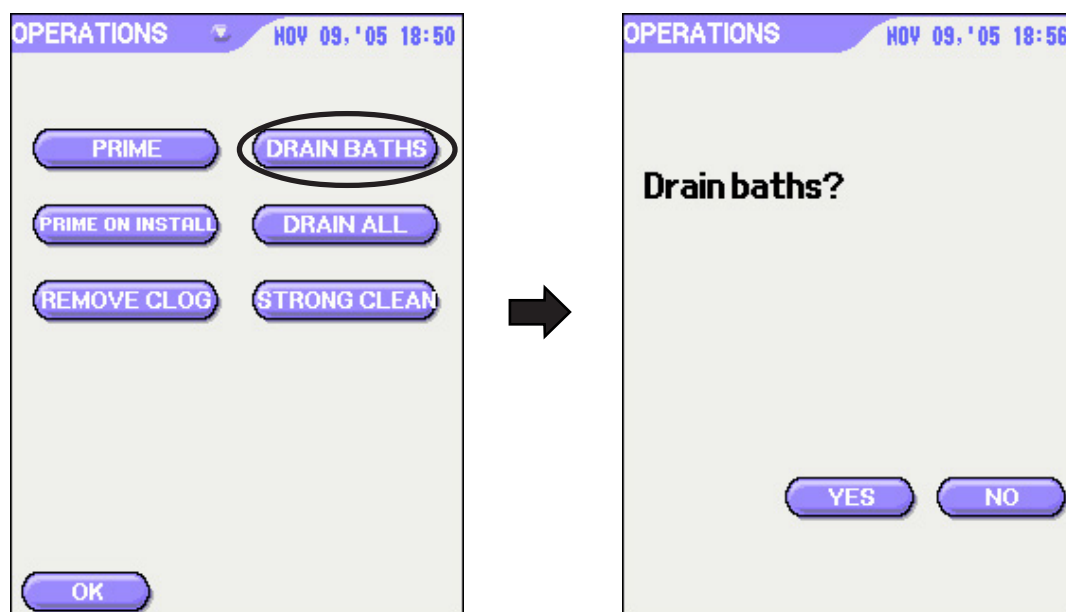 OPERATIONS NOV 09,'05 18:50
PRIME DRAIN BATHS
PRIME ON INSTALL DRAIN ALL
REMOVE CLOG STRONG CLEAN
OK
OPERATIONS NOV 09,'05 18:56
Drain baths?
YES NO